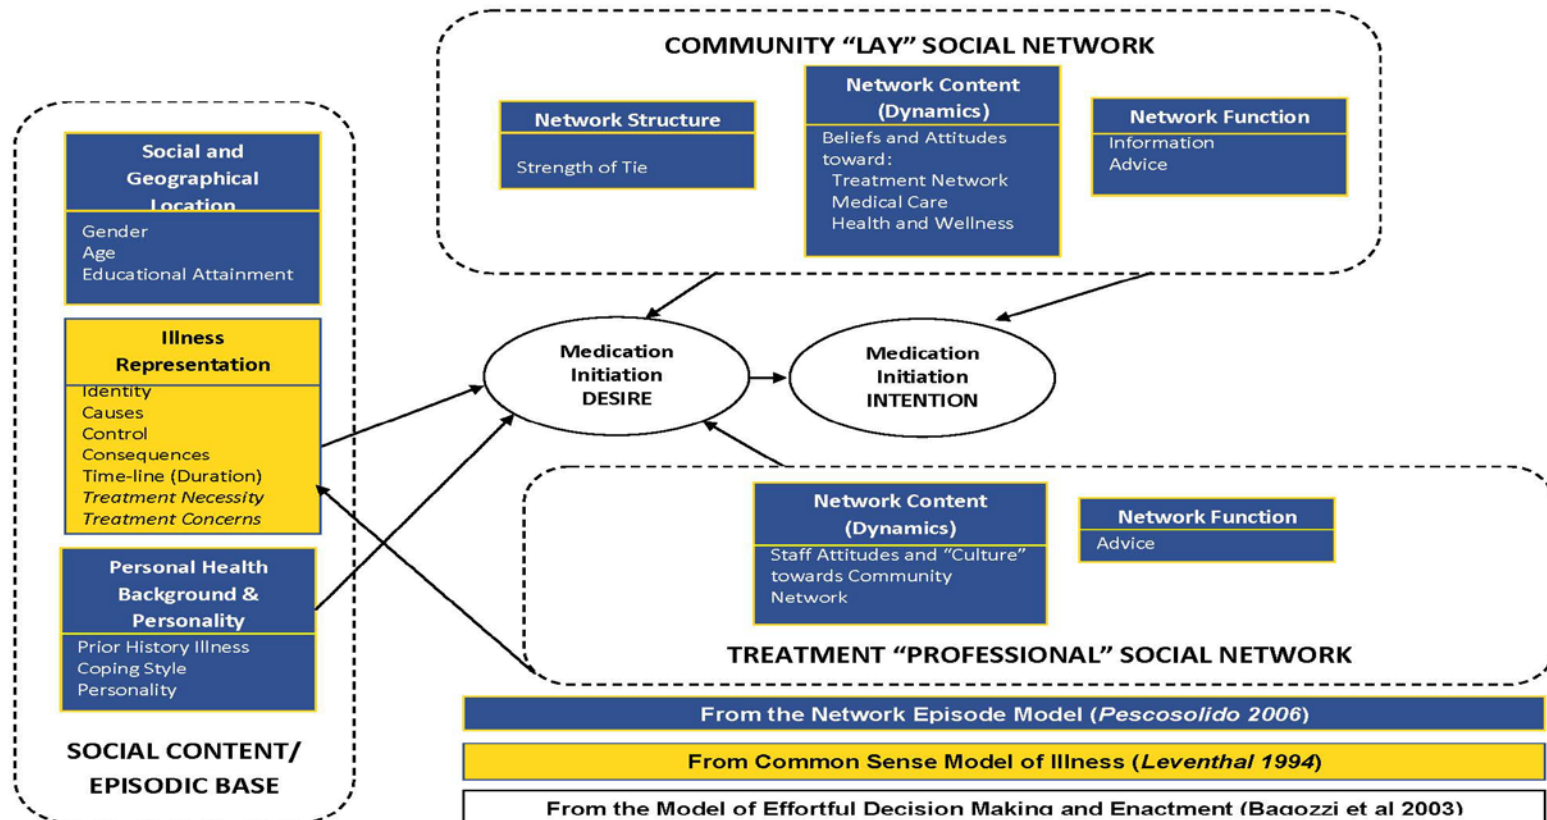 COMMUNITY “LAY” SOCIAL NETWORK
Network Structure
Strength of Tie
Network Content
(Dynamics)
Beliefs and Attitudes
toward:
Treatment Network
Medical Care
Health and Wellness
Network Function
Information
Advice
Social and
Geographical
Location
Gender
Age
Educational Attainment
Illness
Representation
Identity
Causes
Control
Consequences
Time-line (Duration)
Treatment Necessity
Treatment Concerns
Personal Health
Background &
Personality
Prior History Illness
Coping Style
Personality
SOCIAL CONTENT/
EPISODIC BASE
Medication
Initiation
DESIRE
Medication
Initiation
INTENTION
Network Content
(Dynamics)
Staff Attitudes and “Culture”
towards Community
Network
Network Function
Advice
TREATMENT “PROFESSIONAL” SOCIAL NETWORK
From the Network Episode Model (Pescosolido 2006)
From Common Sense Model of Illness (Leventhal 1994)
From the Model of Effortful Decision Making and Enactment (Bagozzi et al 2003)